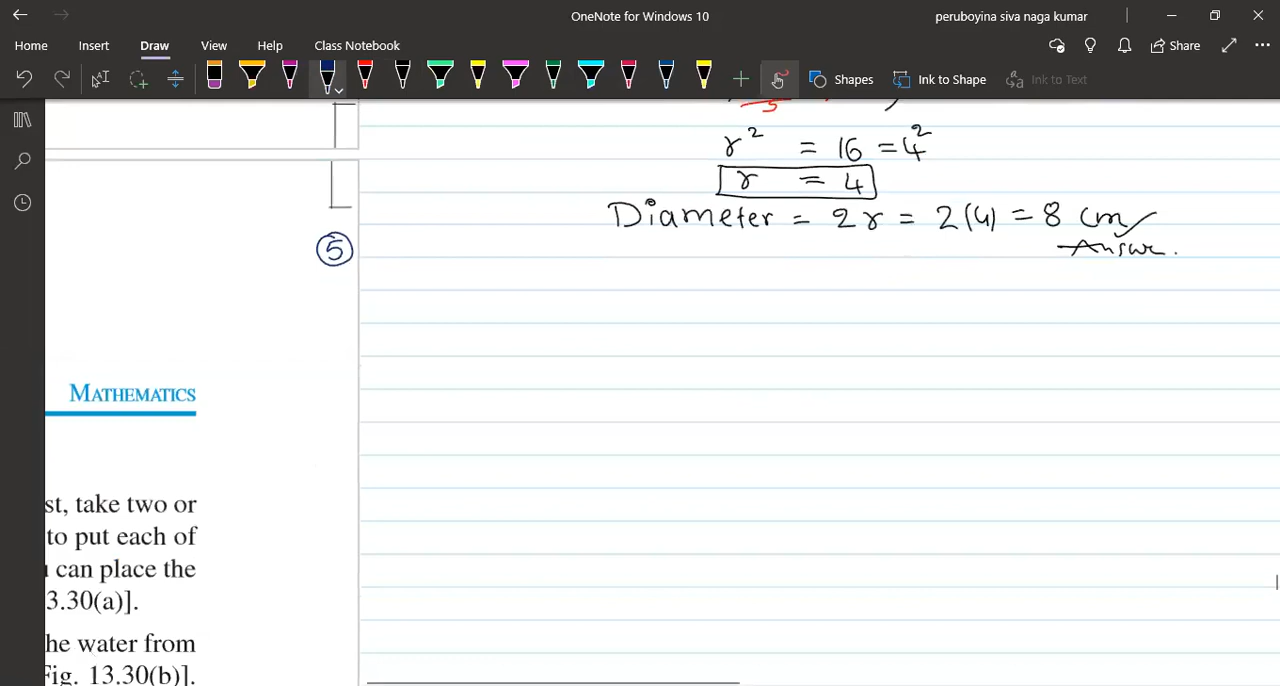 OneNote for Windows 10
peruboyina siva naga kumar
Home Insert Draw View Help Class Notebook Share
Shapes Ink to Shape Ink to Text
r² = 16 = 4²
r = 4
Diameter = 2r = 2(4) = 8 cm
Answer.
5
MATHEMATICS
st, take two or
to put each of
can place the
3.30(a)].
he water from
Fig. 13.30(b)].